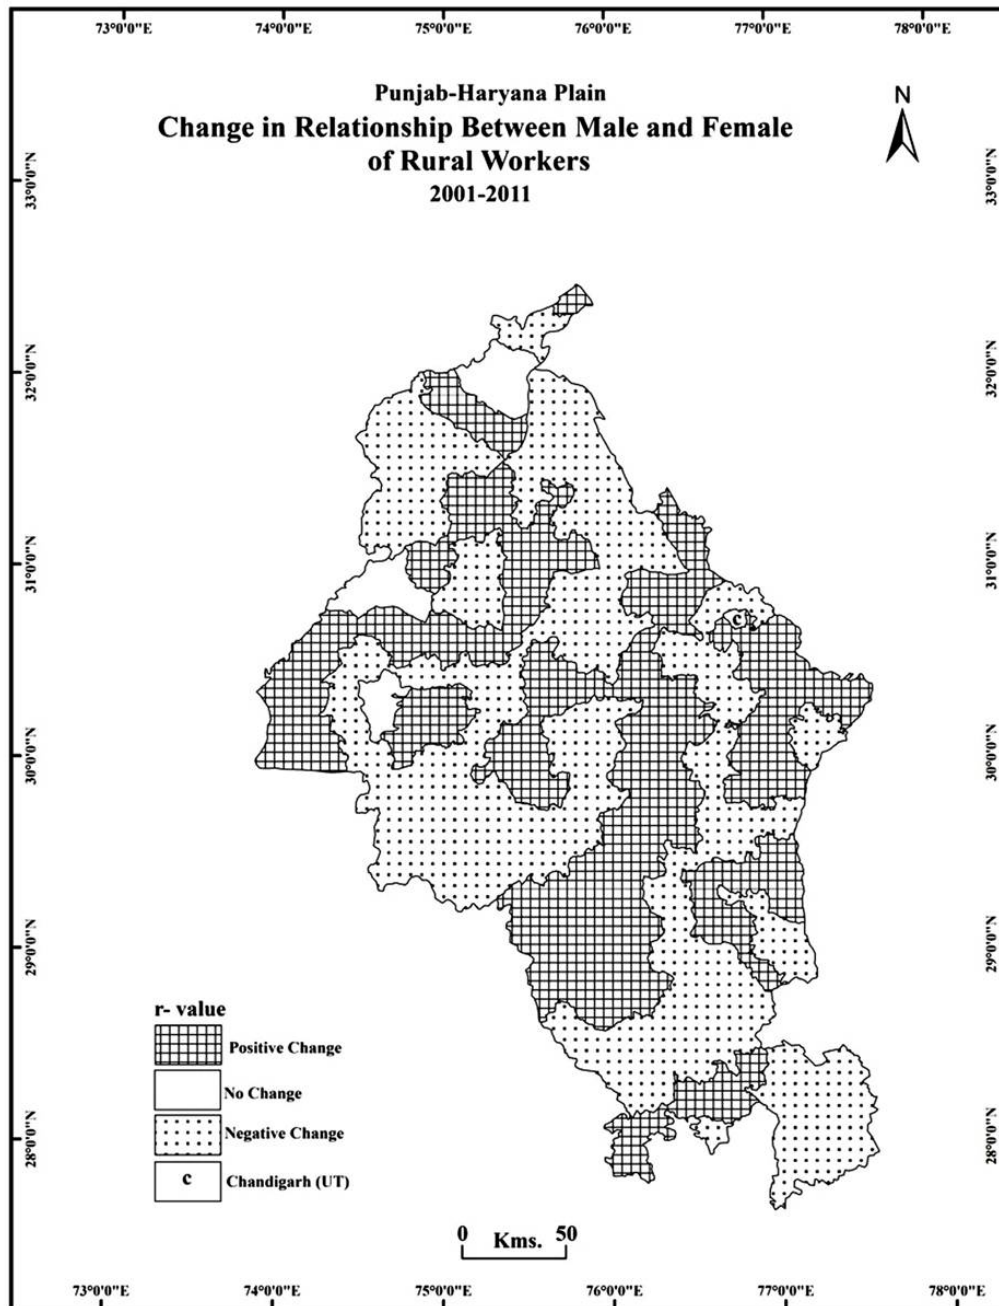 73°0'0"E 74°0'0"E 75°0'0"E 76°0'0"E 77°0'0"E 78°0'0"E
Punjab-Haryana Plain
Change in Relationship Between Male and Female
of Rural Workers
2001-2011
N
33°0'0"N 33°0'0"N
32°0'0"N 32°0'0"N
31°0'0"N 31°0'0"N
c
30°0'0"N 30°0'0"N
29°0'0"N 29°0'0"N
r- value
Positive Change
No Change
Negative Change
28°0'0"N 28°0'0"N
c Chandigarh (UT)
0 Kms. 50
73°0'0"E 74°0'0"E 75°0'0"E 76°0'0"E 77°0'0"E 78°0'0"E